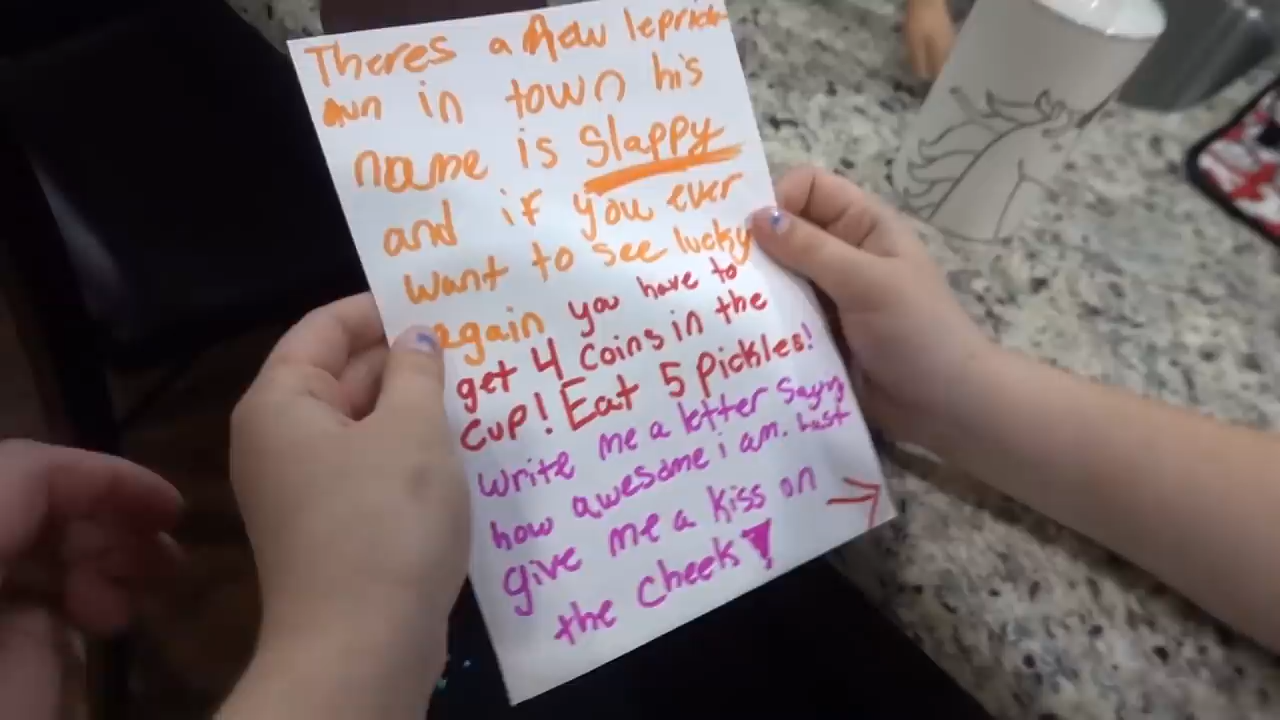 Theres a New leprich
aun in town his
name is Slappy
and if you ever
want to see lucky
again you have to
get 4 coins in the
cup! Eat 5 pickles!
Write me a letter sayng
how awesome i am. Last
give me a kiss on
the cheek!